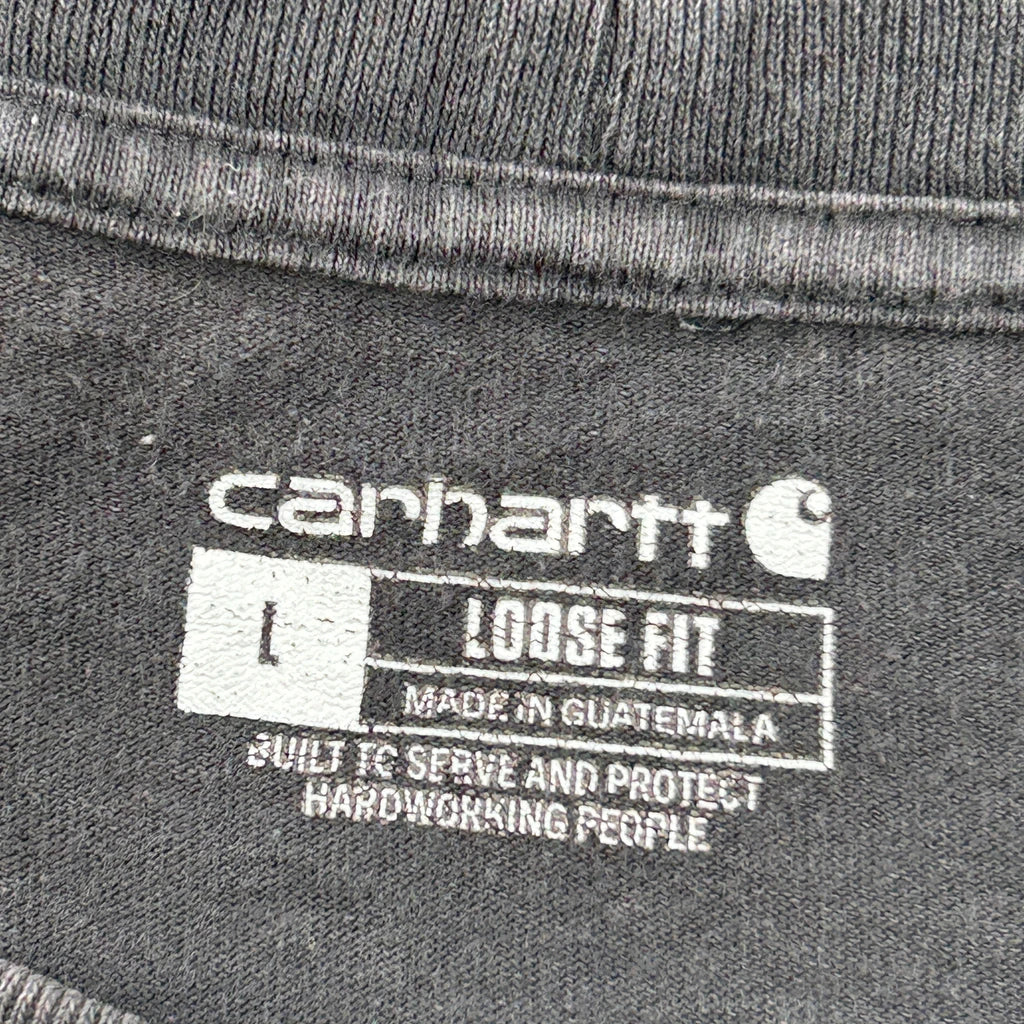 carhartt
L
LOOSE FIT
MADE IN GUATEMALA
BUILT TO SERVE AND PROTECT
HARDWORKING PEOPLE